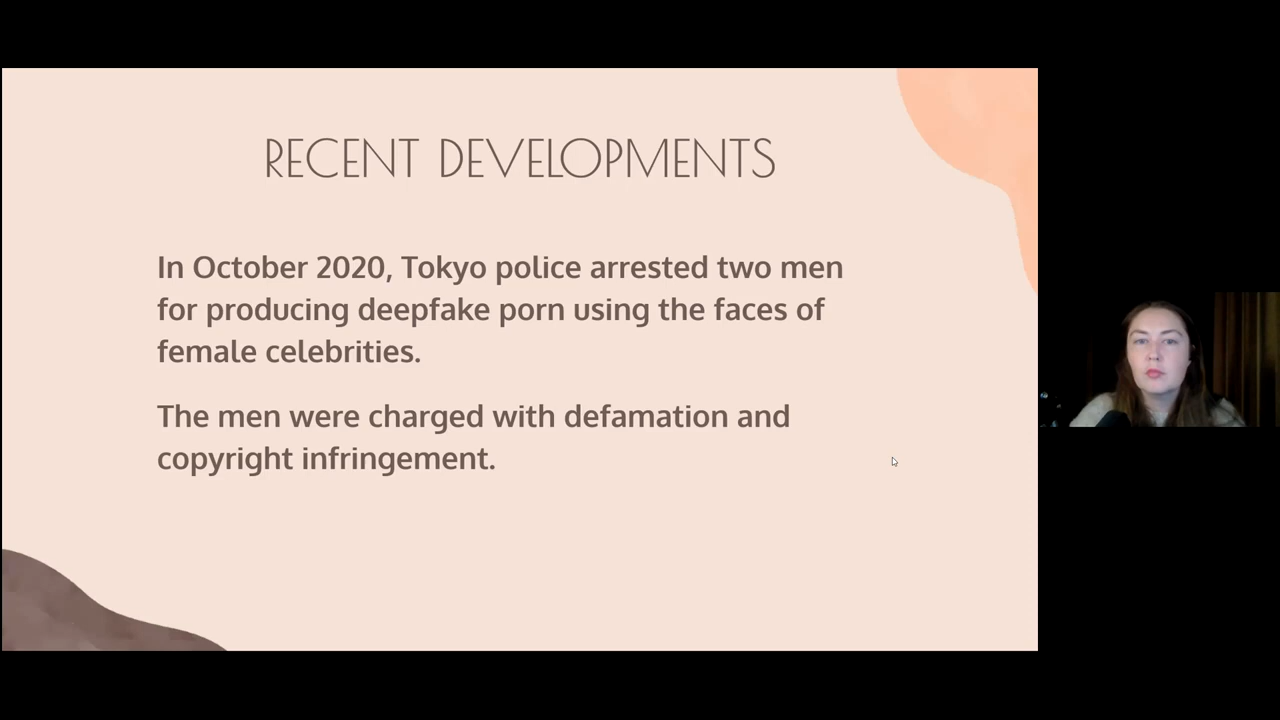 RECENT DEVELOPMENTS
In October 2020, Tokyo police arrested two men
for producing deepfake porn using the faces of
female celebrities.
The men were charged with defamation and
copyright infringement.